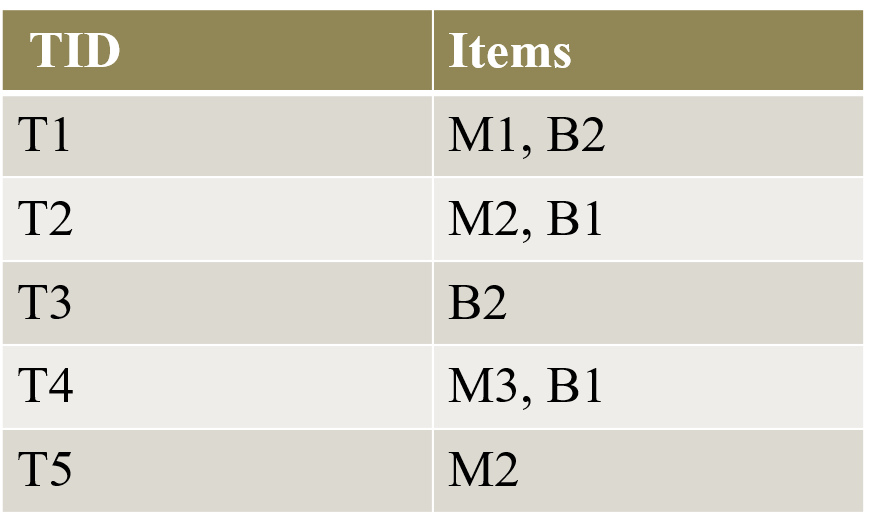 TID Items
T1 M1, B2
T2 M2, B1
T3 B2
T4 M3, B1
T5 M2